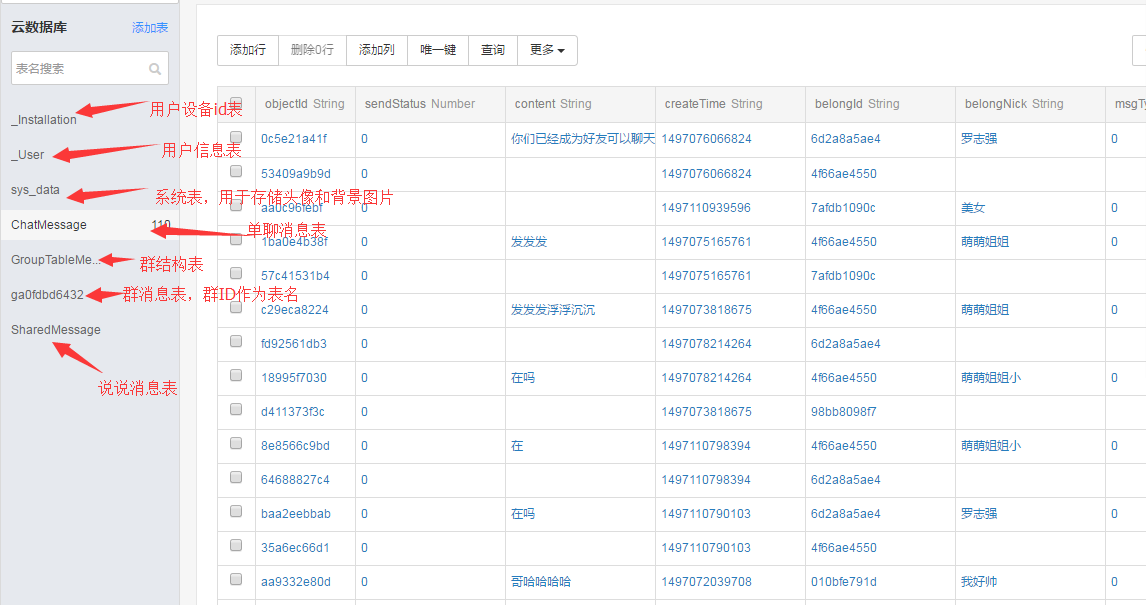 云数据库 添加表
表名搜索
_Installation 用户设备id表
_User 用户信息表
sys_data 系统表，用于存储头像和背景图片
ChatMessage 110 单聊消息表
GroupTableMe... 群结构表
ga0fdbd6432 群消息表，群ID作为表名
SharedMessage
说说消息表
添加行 删除0行 添加列 唯一键 查询 更多
objectId String sendStatus Number content String createTime String belongId String belongNick String msgTy
0c5e21a41f 0 你们已经成为好友可以聊天 1497076066824 6d2a8a5ae4 罗志强 0
53409a9b9d 0 1497076066824 4f66ae4550
aa0c96febf 0 1497110939596 7afdb1090c 美女 0
1ba0e4b38f 0 发发发 1497075165761 4f66ae4550 萌萌姐姐 0
57c41531b4 0 1497075165761 7afdb1090c
c29eca8224 0 发发发浮浮沉沉 1497073818675 4f66ae4550 萌萌姐姐 0
fd92561db3 0 1497078214264 6d2a8a5ae4
18995f7030 0 在吗 1497078214264 4f66ae4550 萌萌姐姐小 0
d411373f3c 0 1497073818675 98bb8098f7
8e8566c9bd 0 在 1497110798394 4f66ae4550 萌萌姐姐小 0
64688827c4 0 1497110798394 6d2a8a5ae4
baa2eebbab 0 在吗 1497110790103 6d2a8a5ae4 罗志强 0
35a6ec66d1 0 1497110790103 4f66ae4550
aa9332e80d 0 哥哈哈哈哈 1497072039708 010bfe791d 我好帅 0